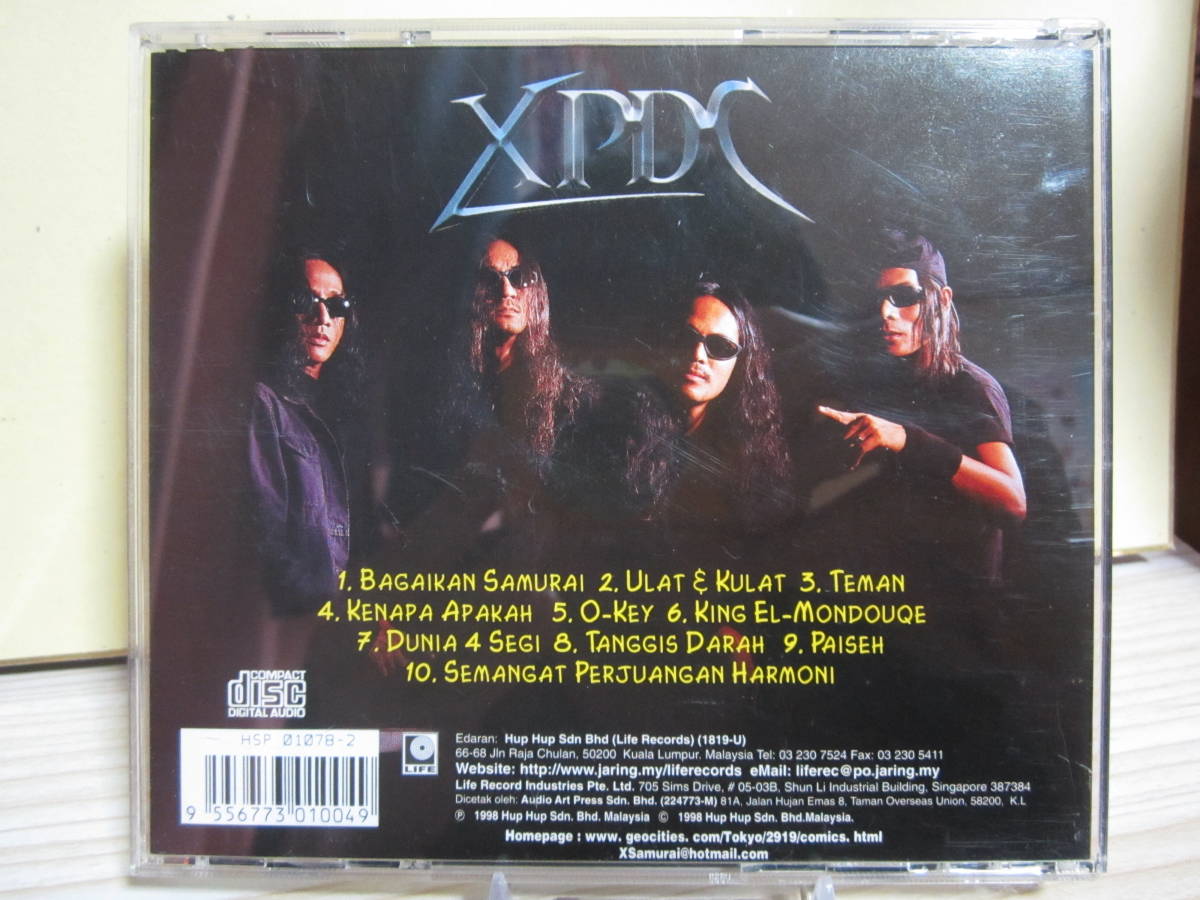 XPDC
1. BAGAIKAN SAMURAI 2. ULAT & KULAT 3. TEMAN
4. KENAPA APAKAH 5. O-KEY 6. KING EL-MONDOUQE
7. DUNIA 4 SEGI 8. TANGGIS DARAH 9. PAISEH
10. SEMANGAT PERJUANGAN HARMONI
COMPACT
disc
DIGITAL AUDIO
HSP 01078-2
9 556773 010049
LIFE
Edaran: Hup Hup Sdn Bhd (Life Records) (1819-U)
66-68 Jln Raja Chulan, 50200 Kuala Lumpur. Malaysia Tel: 03 230 7524 Fax: 03 230 5411
Website: http://www.jaring.my/liferecords eMail: liferec@po.jaring.my
Life Record Industries Pte. Ltd. 705 Sims Drive, # 05-03B, Shun Li Industrial Building, Singapore 387384
Dicetak oleh: Audio Art Press Sdn. Bhd. (224773-M) 81A, Jalan Hujan Emas 8, Taman Overseas Union, 58200, K.L
℗ 1998 Hup Hup Sdn. Bhd. Malaysia © 1998 Hup Hup Sdn. Bhd.Malaysia.
Homepage : www. geocities. com/Tokyo/2919/comics. html
XSamurai@hotmail.com